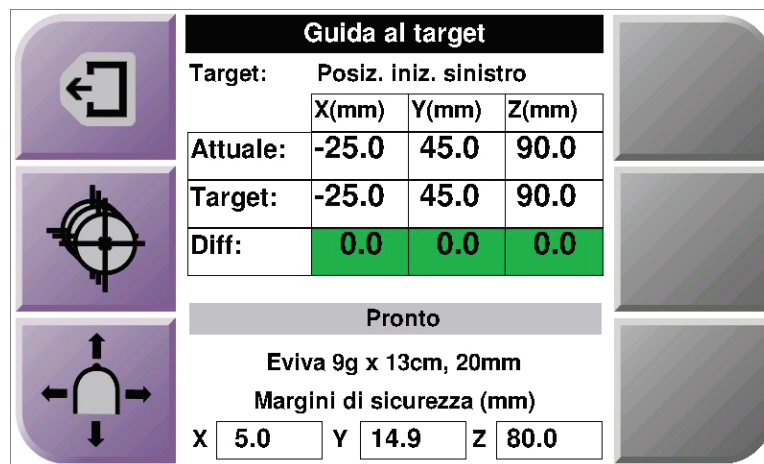 Guida al target
Target: Posiz. iniz. sinistro
X(mm) Y(mm) Z(mm)
Attuale: -25.0 45.0 90.0
Target: -25.0 45.0 90.0
Diff: 0.0 0.0 0.0
Pronto
Eviva 9g x 13cm, 20mm
Margini di sicurezza (mm)
X 5.0 Y 14.9 Z 80.0